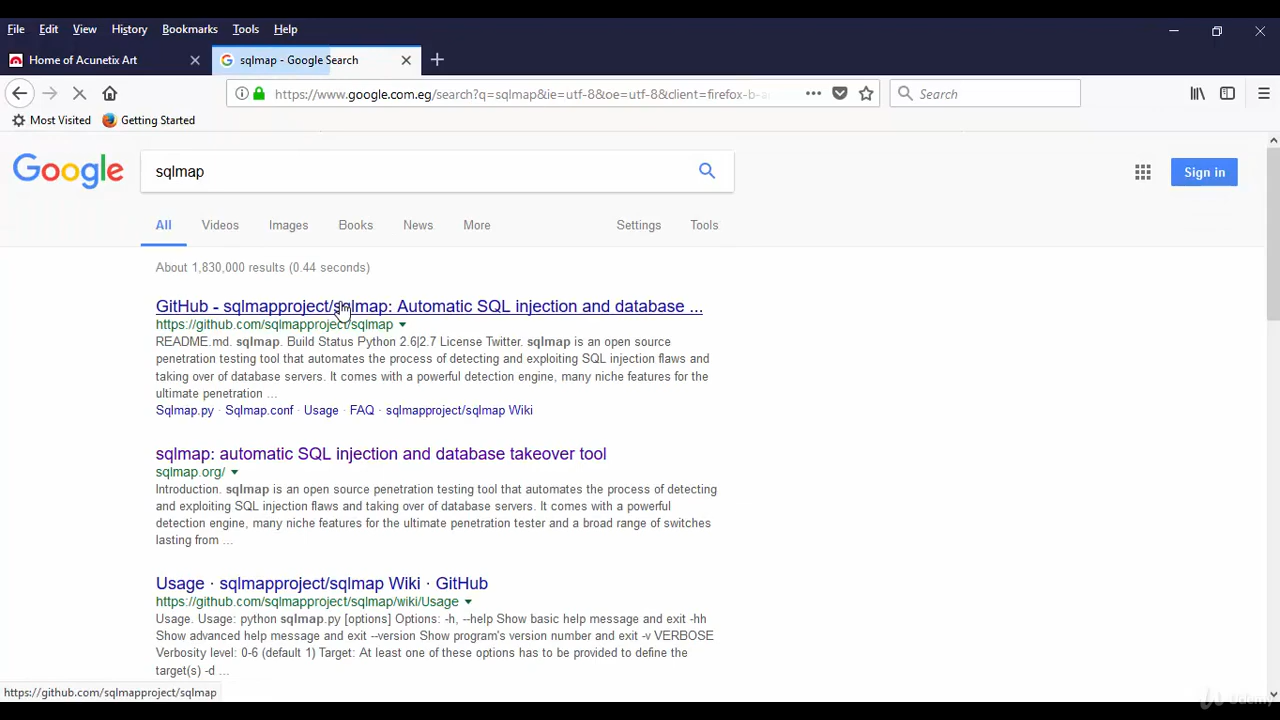 File Edit View History Bookmarks Tools Help
Home of Acunetix Art
sqlmap - Google Search
https://www.google.com.eg/search?q=sqlmap&ie=utf-8&oe=utf-8&client=firefox-b-a
Search
Most Visited Getting Started
Google
sqlmap
Sign in
All Videos Images Books News More Settings Tools
About 1,830,000 results (0.44 seconds)
GitHub - sqlmapproject/sqlmap: Automatic SQL injection and database ...
https://github.com/sqlmapproject/sqlmap
README.md. sqlmap. Build Status Python 2.6|2.7 License Twitter. sqlmap is an open source
penetration testing tool that automates the process of detecting and exploiting SQL injection flaws and
taking over of database servers. It comes with a powerful detection engine, many niche features for the
ultimate penetration ...
Sqlmap.py · Sqlmap.conf · Usage · FAQ · sqlmapproject/sqlmap Wiki
sqlmap: automatic SQL injection and database takeover tool
sqlmap.org/
Introduction. sqlmap is an open source penetration testing tool that automates the process of detecting
and exploiting SQL injection flaws and taking over of database servers. It comes with a powerful
detection engine, many niche features for the ultimate penetration tester and a broad range of switches
lasting from ...
Usage · sqlmapproject/sqlmap Wiki · GitHub
https://github.com/sqlmapproject/sqlmap/wiki/Usage
Usage. Usage: python sqlmap.py [options] Options: -h, --help Show basic help message and exit -hh
Show advanced help message and exit --version Show program's version number and exit -v VERBOSE
Verbosity level: 0-6 (default 1) Target: At least one of these options has to be provided to define the
target(s) -d ...
https://github.com/sqlmapproject/sqlmap
Udemy